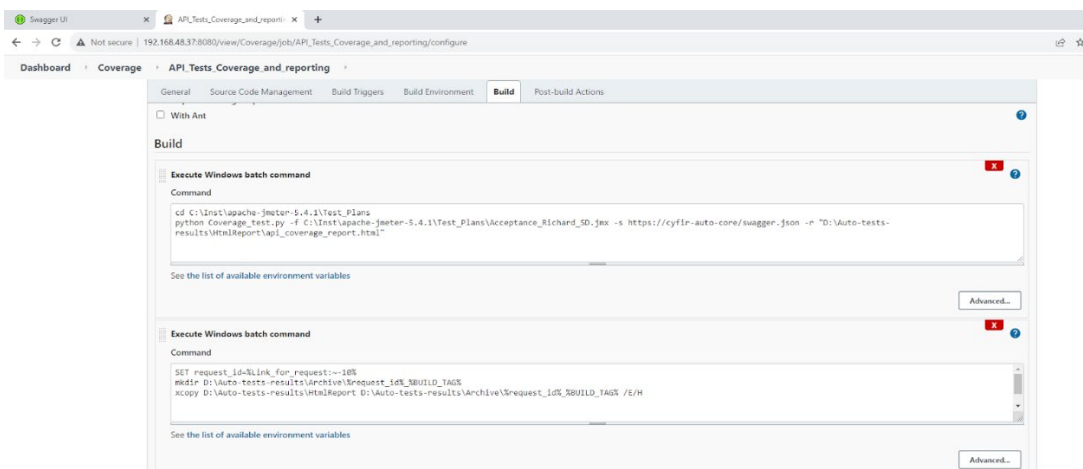 Swagger UI
API_Tests_Coverage_and_reporti
Not secure | 192.168.48.37:8080/view/Coverage/job/API_Tests_Coverage_and_reporting/configure
Dashboard Coverage API_Tests_Coverage_and_reporting
General Source Code Management Build Triggers Build Environment Build Post-build Actions
With Ant
Build
X
Execute Windows batch command
Command
cd C:\Inst\apache-jmeter-5.4.1\Test_Plans
python Coverage_test.py -f C:\Inst\apache-jmeter-5.4.1\Test_Plans\Acceptance_Richard_SD.jmx -s https://cyfir-auto-core/swagger.json -r "D:\Auto-tests-
results\HtmlReport\api_coverage_report.html"
See the list of available environment variables
Advanced...
X
Execute Windows batch command
Command
SET request_id=%Link_for_request:~-10%
mkdir D:\Auto-tests-results\Archive\%request_id%_%BUILD_TAG%
xcopy D:\Auto-tests-results\HtmlReport D:\Auto-tests-results\Archive\%request_id%_%BUILD_TAG% /E/H
See the list of available environment variables
Advanced...